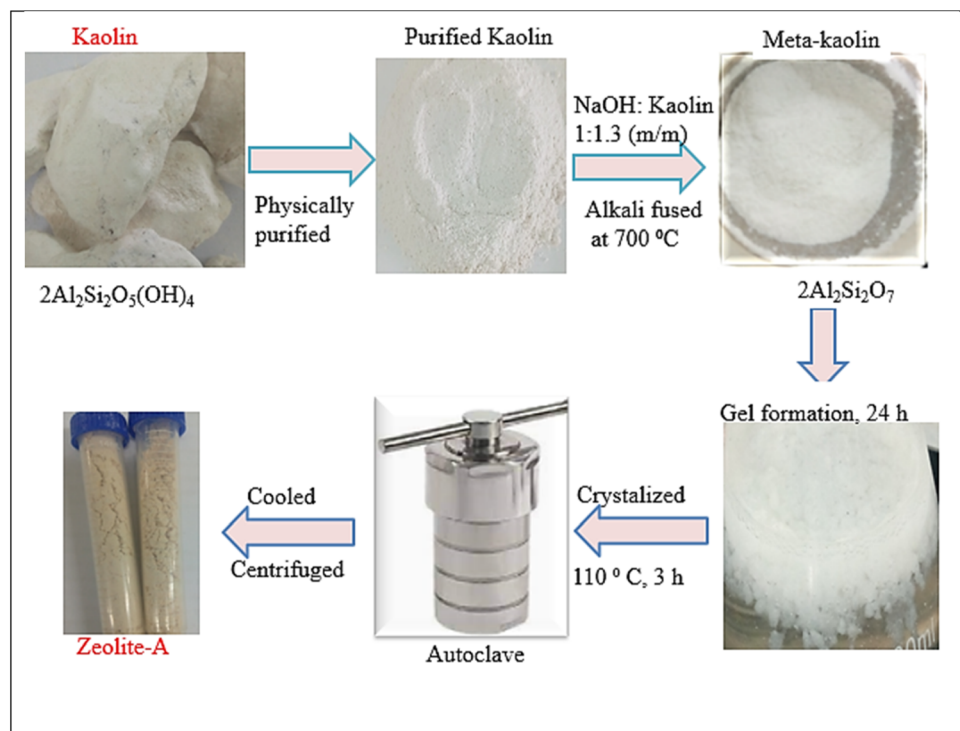 Kaolin
Purified Kaolin
Meta-kaolin
NaOH: Kaolin
1:1.3 (m/m)
Physically
purified
Alkali fused
at 700 ⁰C
2Al₂Si₂O₅(OH)₄
2Al₂Si₂O₇
Gel formation, 24 h
Cooled
Centrifuged
Crystalized
110 ⁰ C, 3 h
Zeolite-A
Autoclave